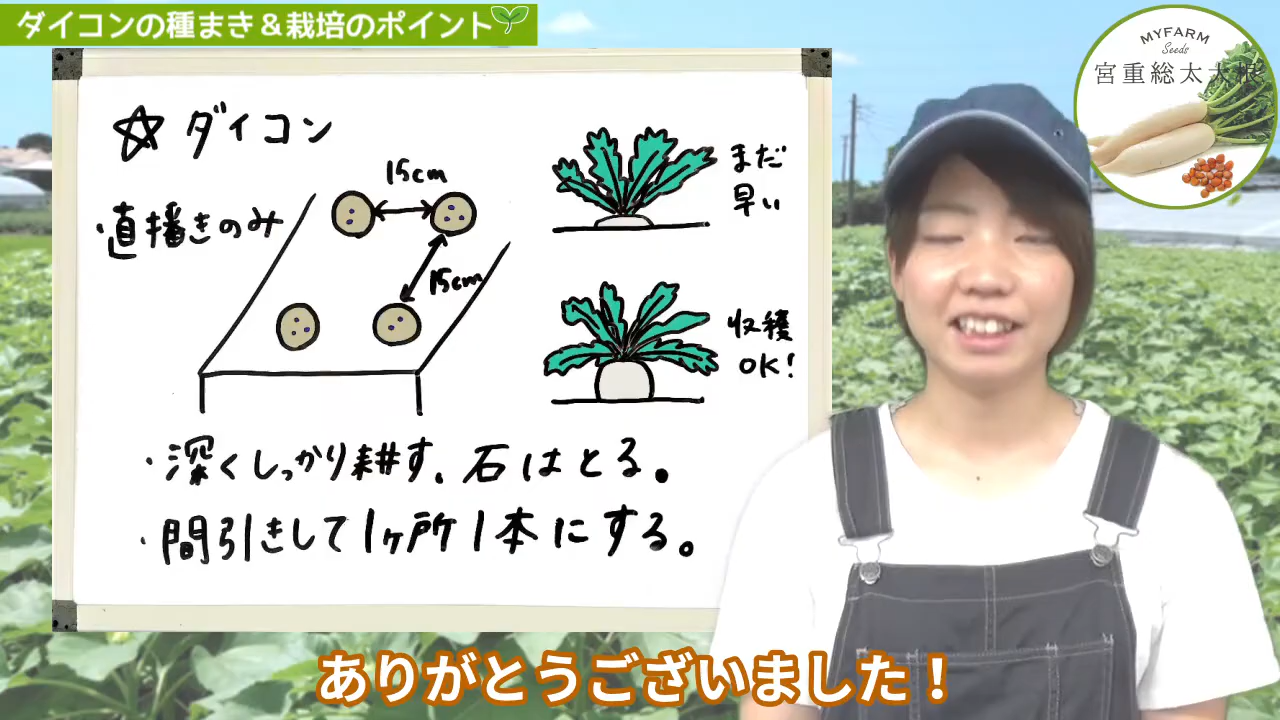 ダイコンの種まき＆栽培のポイント
MYFARM
Seeds
宮重総太大根
☆ダイコン
・直播きのみ
15cm
15cm
まだ
早い
収穫
OK!
・深くしっかり耕す、石はとる。
・間引きして1ヶ所1本にする。
ありがとうございました！